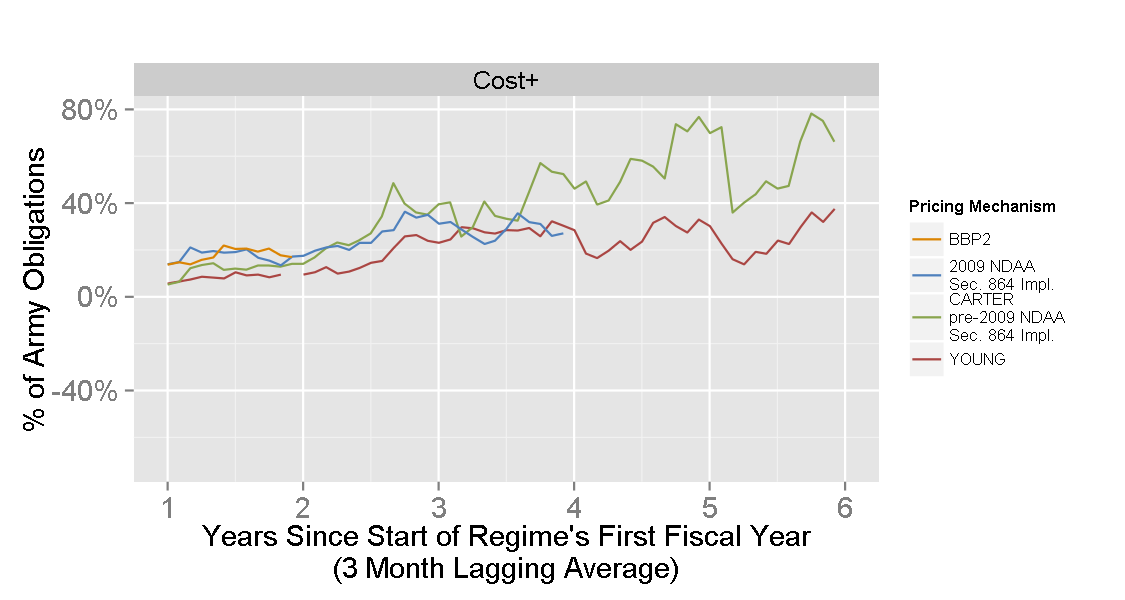 Cost+
80%
40%
0%
-40%
% of Army Obligations
1 2 3 4 5 6
Years Since Start of Regime's First Fiscal Year
(3 Month Lagging Average)
Pricing Mechanism
BBP2
2009 NDAA
Sec. 864 Impl.
CARTER
pre-2009 NDAA
Sec. 864 Impl.
YOUNG